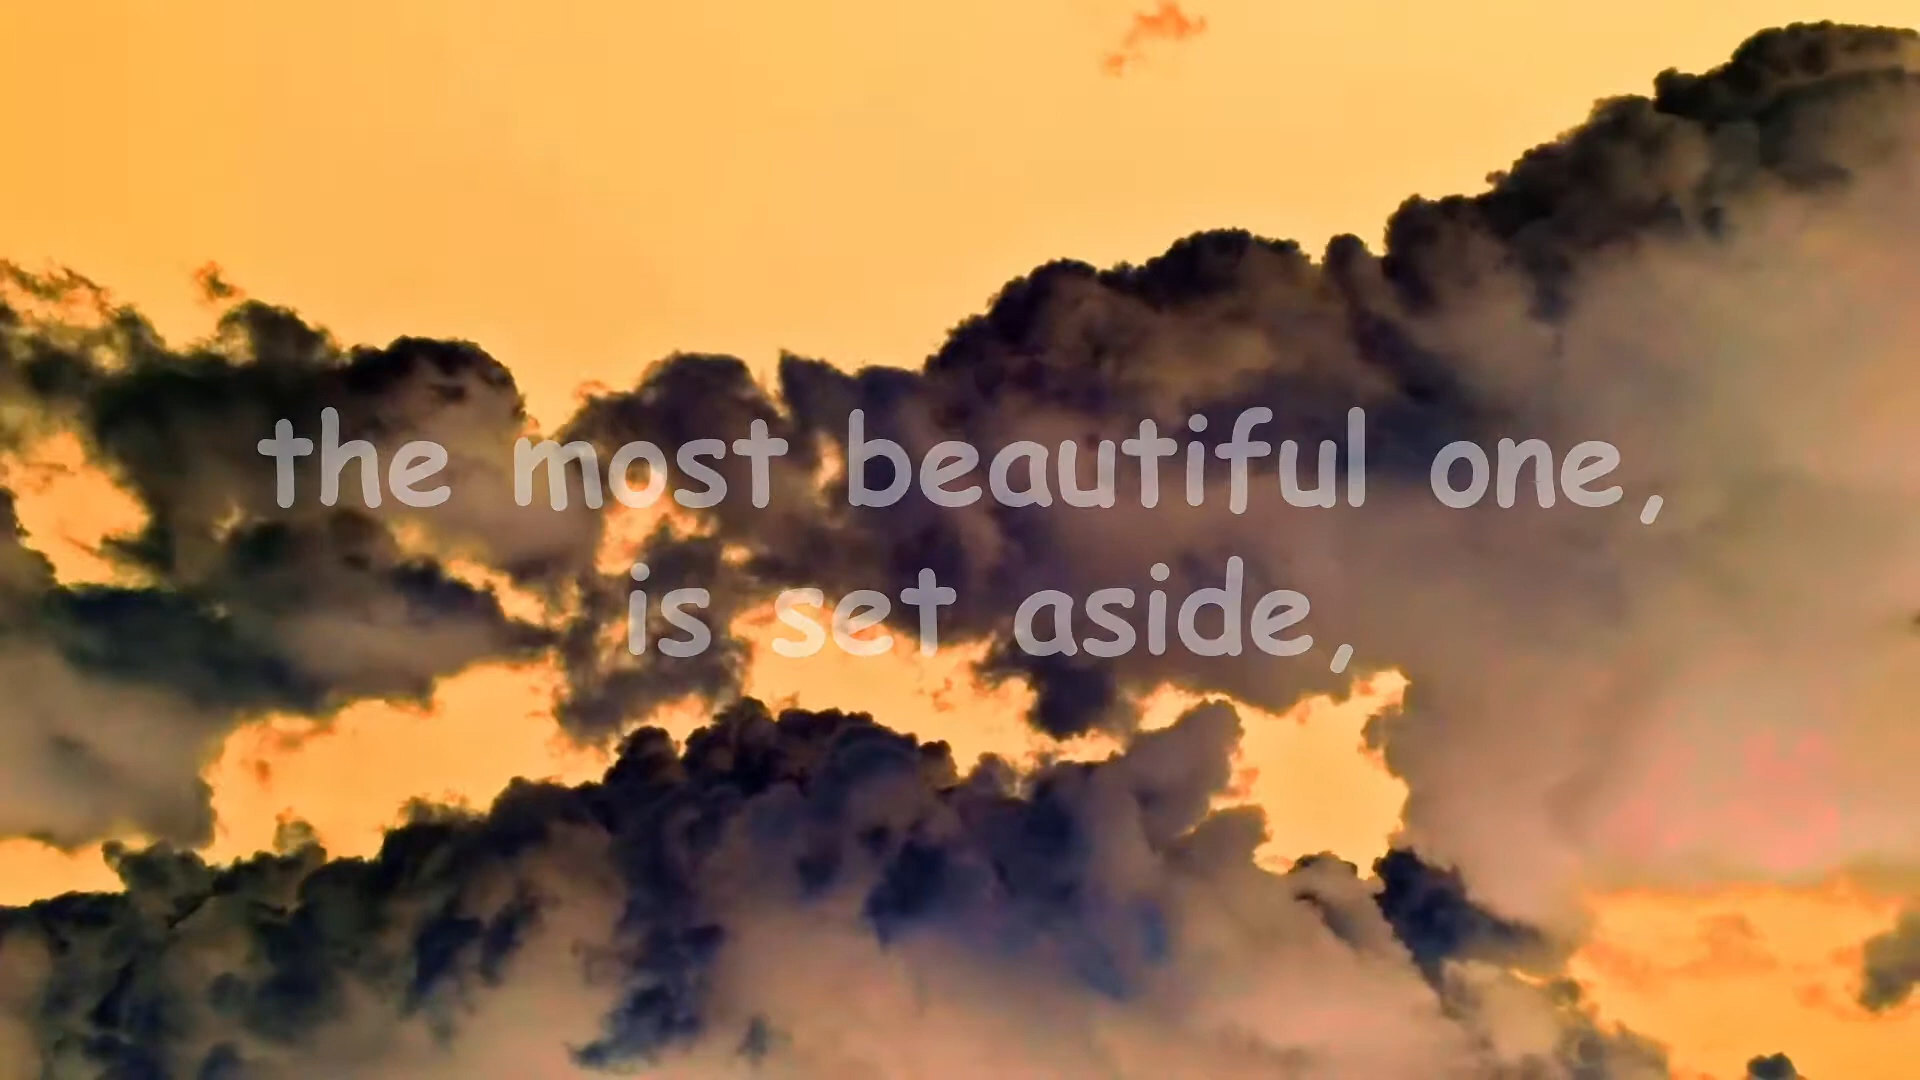 the most beautiful one,
is set aside,